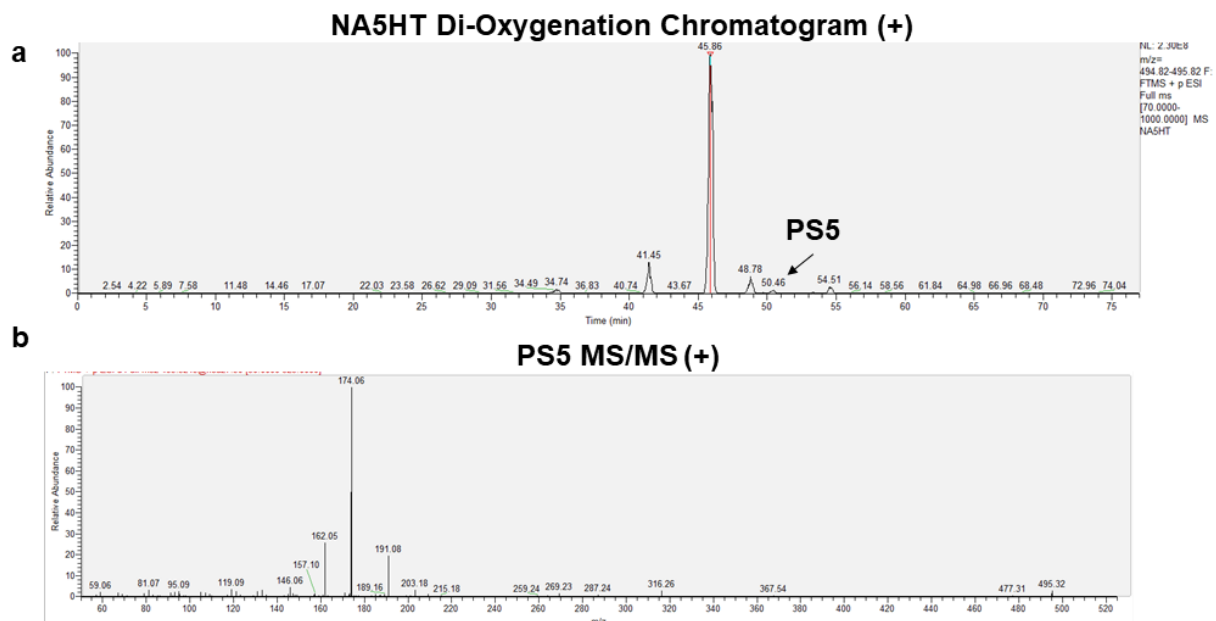 NA5HT Di-Oxygenation Chromatogram (+)
a
45.86
NL: 2.30E8
m/z=
494.82-495.82 F:
FTMS + p ESI
Full ms
[70.0000-
1000.0000] MS
NA5HT
100
90
80
70
60
50
40
30
20
10
0
Relative Abundance
PS5
41.45
48.78
2.54 4.22 5.89 7.58 11.48 14.46 17.07 22.03 23.58 26.62 29.09 31.56 34.49 34.74 36.83 40.74 43.67 50.46 54.51 56.14 58.56 61.84 64.98 66.96 68.48 72.96 74.04
0 5 10 15 20 25 30 35 40 45 50 55 60 65 70 75
Time (min)
b
PS5 MS/MS (+)
174.06
100
90
80
70
60
50
40
30
20
10
0
Relative Abundance
162.05
191.08
157.10
59.06 81.07 95.09 119.09 146.06 189.16 203.18 215.18 259.24 269.23 287.24 316.26 367.54 477.31 495.32
60 80 100 120 140 160 180 200 220 240 260 280 300 320 340 360 380 400 420 440 460 480 500 520